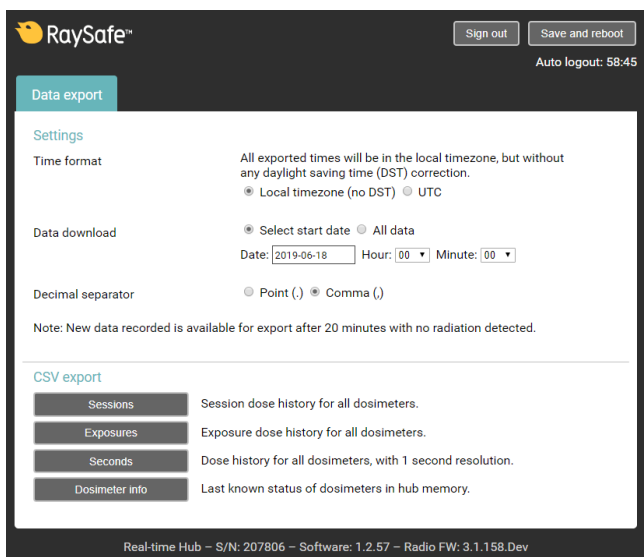 RaySafe™
Sign out
Save and reboot
Auto logout: 58:45
Data export
Settings
Time format
All exported times will be in the local timezone, but without
any daylight saving time (DST) correction.
Local timezone (no DST) UTC
Data download
Select start date All data
Date: 2019-06-18 Hour: 00 Minute: 00
Decimal separator
Point (.) Comma (,)
Note: New data recorded is available for export after 20 minutes with no radiation detected.
CSV export
Sessions Session dose history for all dosimeters.
Exposures Exposure dose history for all dosimeters.
Seconds Dose history for all dosimeters, with 1 second resolution.
Dosimeter info Last known status of dosimeters in hub memory.
Real-time Hub – S/N: 207806 – Software: 1.2.57 – Radio FW: 3.1.158.Dev